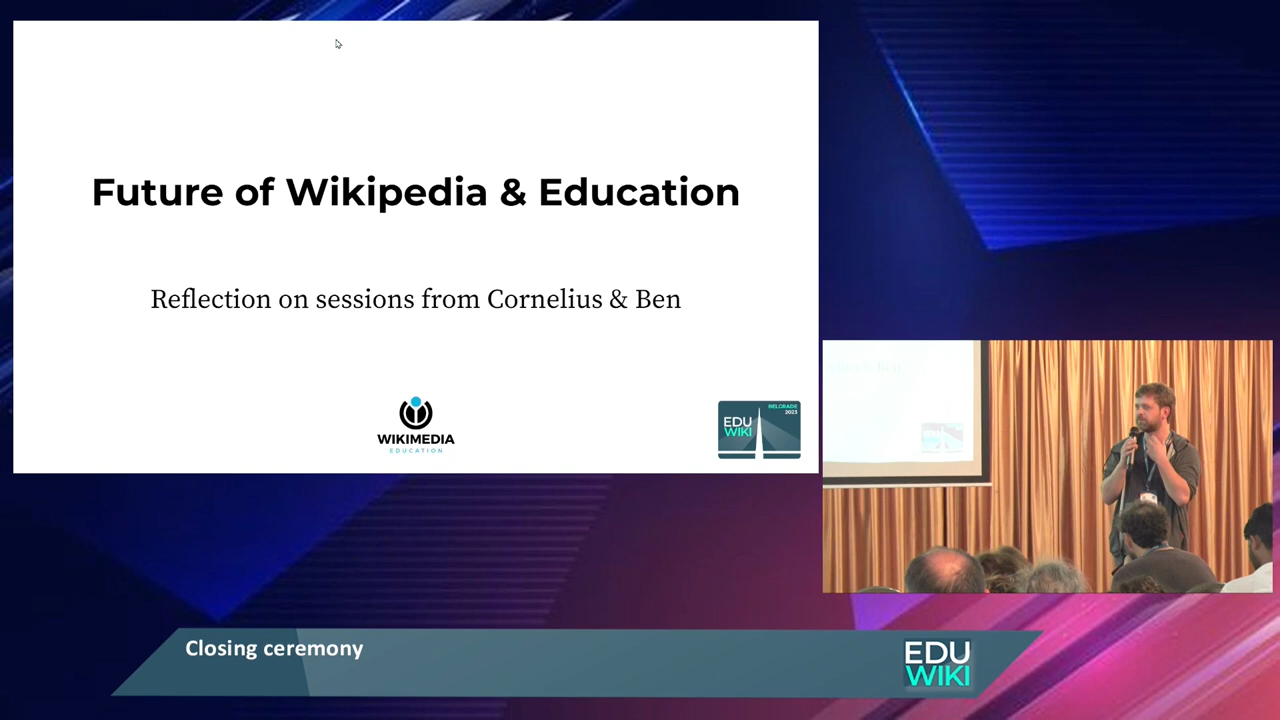 Future of Wikipedia & Education
Reflection on sessions from Cornelius & Ben
WIKIMEDIA
EDUCATION
BELGRADE
2023
EDU
WIKI
Closing ceremony
EDU
WIKI